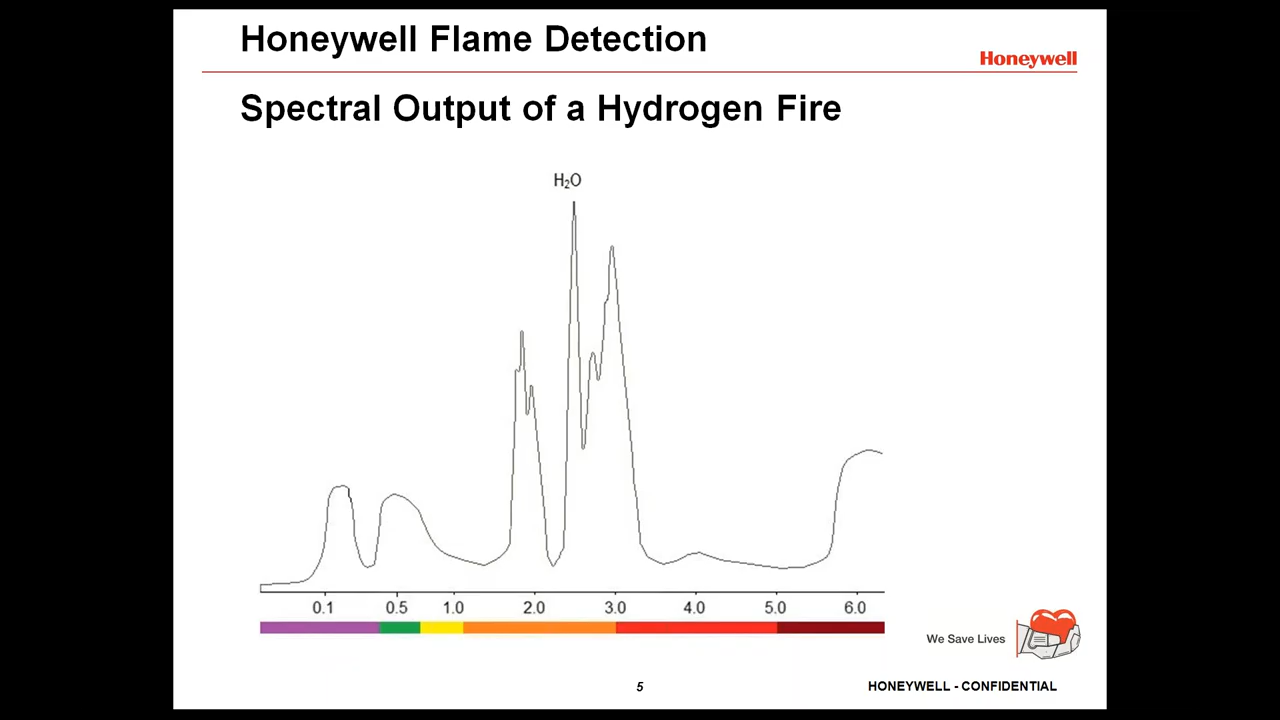 Honeywell Flame Detection
Honeywell
Spectral Output of a Hydrogen Fire
H₂O
0.1 0.5 1.0 2.0 3.0 4.0 5.0 6.0
We Save Lives
5
HONEYWELL - CONFIDENTIAL